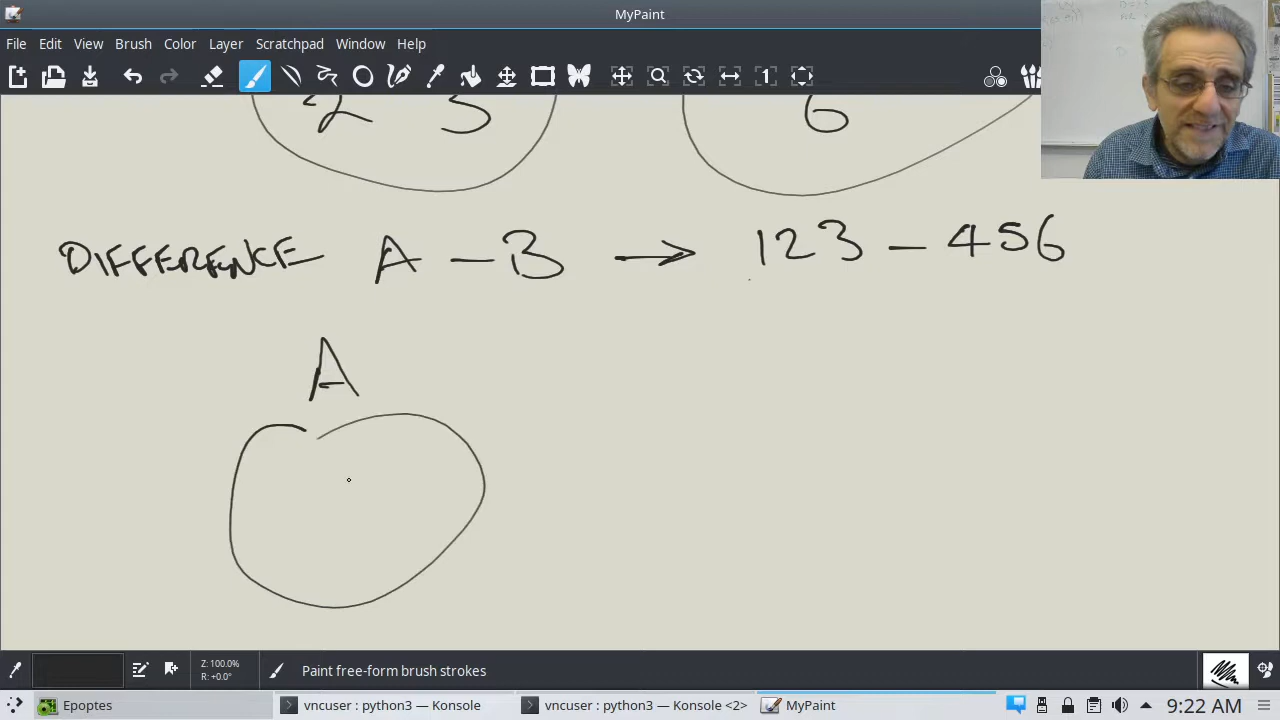 MyPaint
File Edit View Brush Color Layer Scratchpad Window Help
2 3 6
DIFFERENCE A - B → 123 - 456
A
Z: 100.0%
R: +0.0°
Paint free-form brush strokes
Epoptes vncuser : python3 — Konsole vncuser : python3 — Konsole <2> MyPaint 9:22 AM